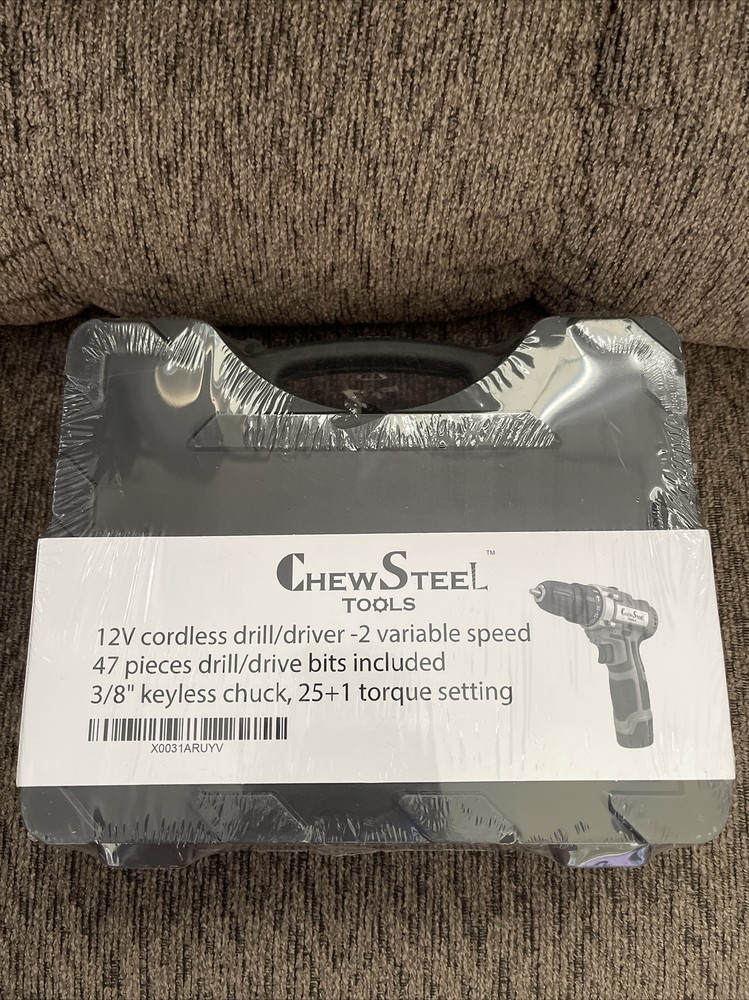 CHEWSTEEL™
TOOLS
12V cordless drill/driver -2 variable speed
47 pieces drill/drive bits included
3/8" keyless chuck, 25+1 torque setting
X0031ARUYV
CHEWSTEEL